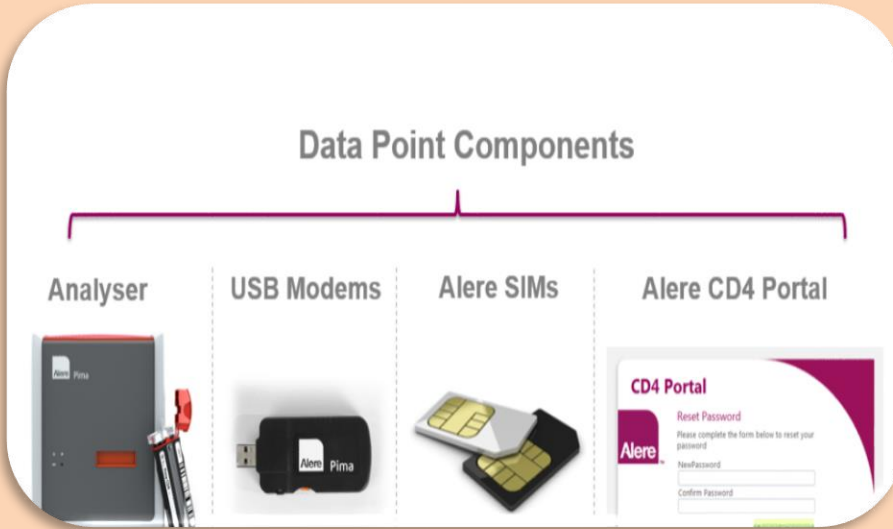 Data Point Components
Analyser
USB Modems
Alere SIMs
Alere CD4 Portal
Alere Pima
Alere Pima
CD4 Portal
Reset Password
Please complete the form below to reset your
password
Alere
NewPassword
Confirm Password